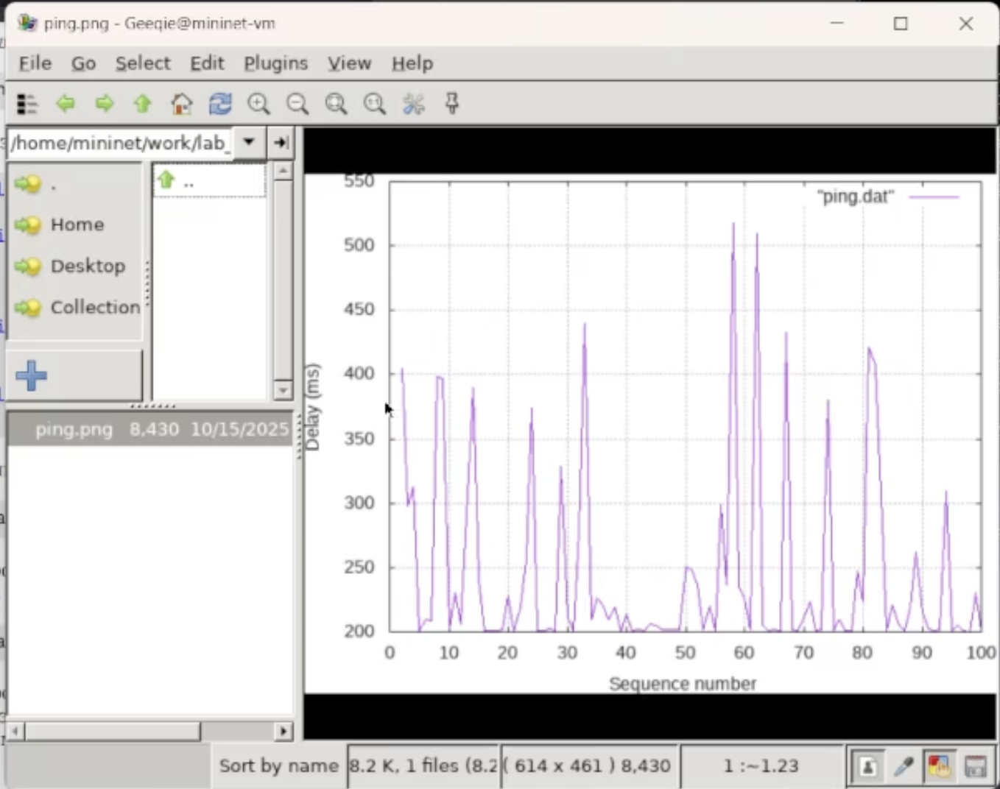 ping.png - Geeqie@mininet-vm
File Go Select Edit Plugins View Help
/home/mininet/work/lab_
.
..
Home
Desktop
Collection
ping.png 8,430 10/15/2025
"ping.dat"
550
500
450
400
350
300
250
200
Delay (ms)
0 10 20 30 40 50 60 70 80 90 100
Sequence number
Sort by name 8.2 K, 1 files (8.2 ( 614 x 461 ) 8,430 1 :~1.23